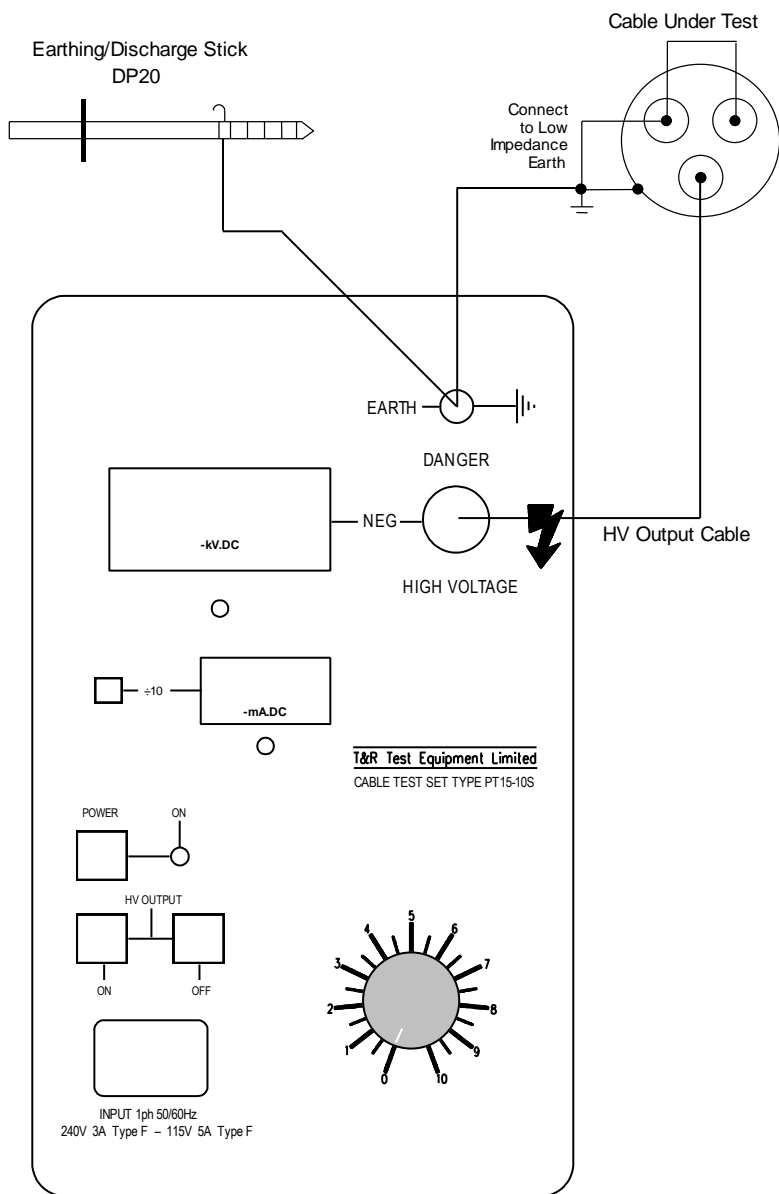 Cable Under Test
Earthing/Discharge Stick
DP20
Connect
to Low
Impedance
Earth
EARTH
DANGER
-kV.DC
NEG
HV Output Cable
HIGH VOLTAGE
÷10
-mA.DC
T&R Test Equipment Limited
CABLE TEST SET TYPE PT15-10S
POWER
ON
HV OUTPUT
ON
OFF
0
1
2
3
4
5
6
7
8
9
10
INPUT 1ph 50/60Hz
240V 3A Type F – 115V 5A Type F